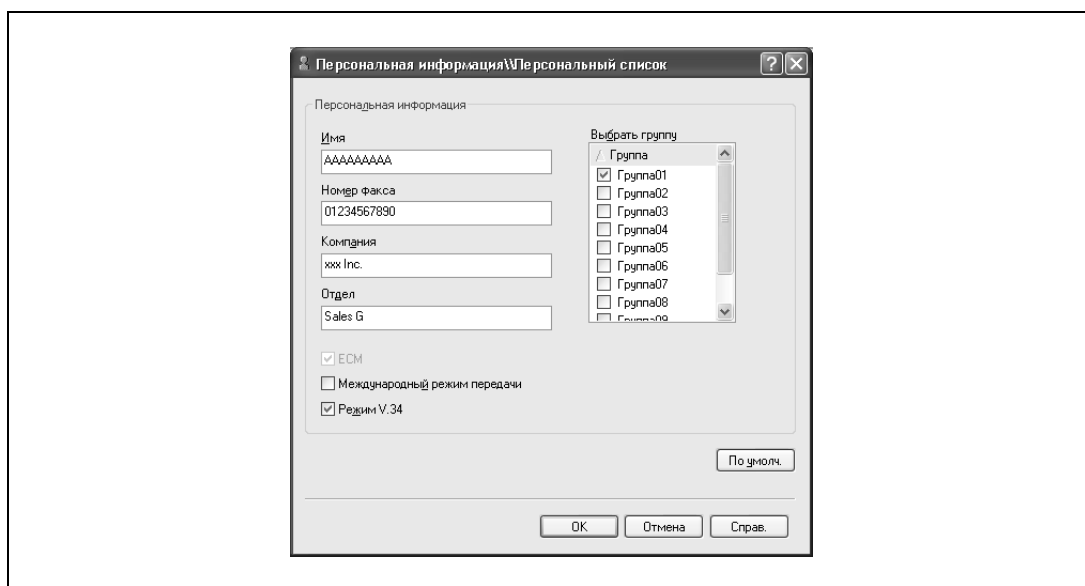 Персональная информация\\Персональный список
Персональная информация
Имя
AAAAAAAAA
Номер факса
01234567890
Компания
xxx Inc.
Отдел
Sales G
ECM
Международный режим передачи
Режим V.34
Выбрать группу
Группа
Группа01
Группа02
Группа03
Группа04
Группа05
Группа06
Группа07
Группа08
Группа09
По умолч.
OK
Отмена
Справ.